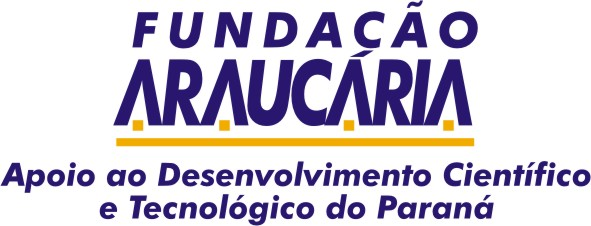 FUNDAÇÃO
ARAUCÁRIA
Apoio ao Desenvolvimento Científico
e Tecnológico do Paraná